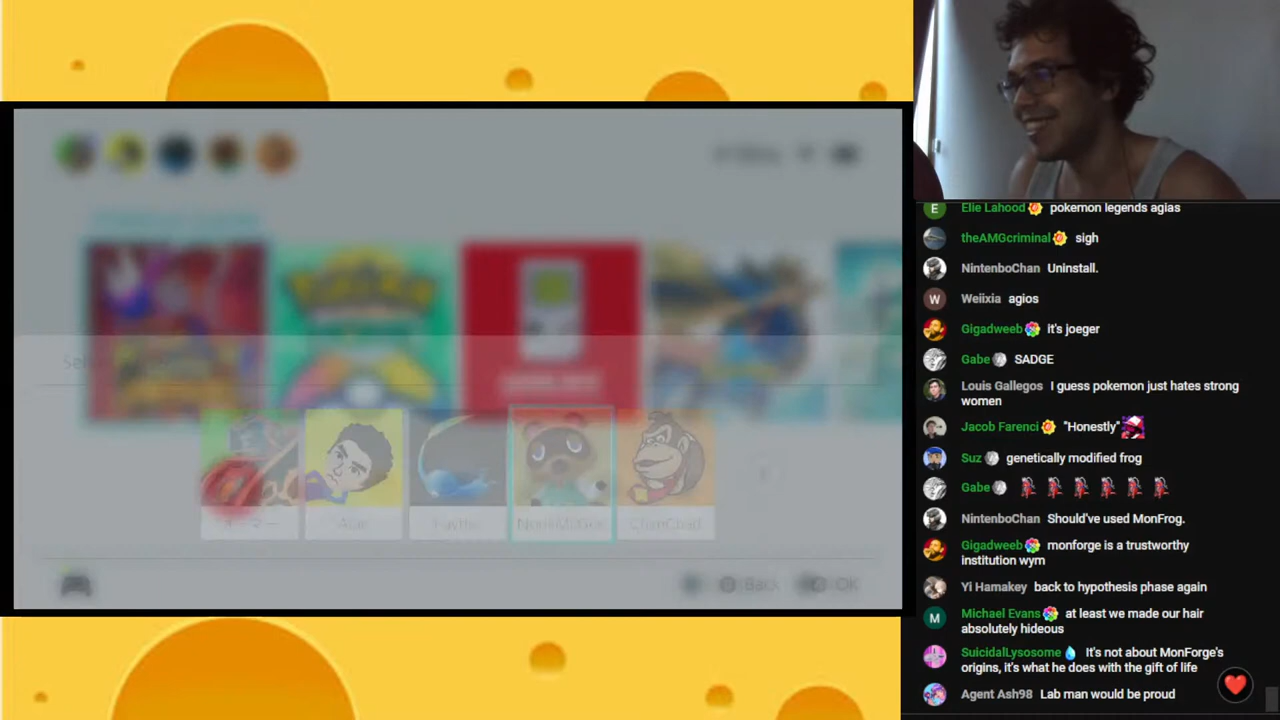 Elie Lahood pokemon legends agias
theAMGcriminal sigh
NintenboChan Uninstall.
W Weiixia agios
Gigadweeb it's joeger
Gabe SADGE
Louis Gallegos I guess pokemon just hates strong
women
Jacob Farenci "Honestly"
Suz genetically modified frog
Gabe
NintenboChan Should've used MonFrog.
Gigadweeb monforge is a trustworthy
institution wym
Yi Hamakey back to hypothesis phase again
M Michael Evans at least we made our hair
absolutely hideous
SuicidalLysosome It's not about MonForge's
origins, it's what he does with the gift of life
Agent Ash98 Lab man would be proud
Back OK